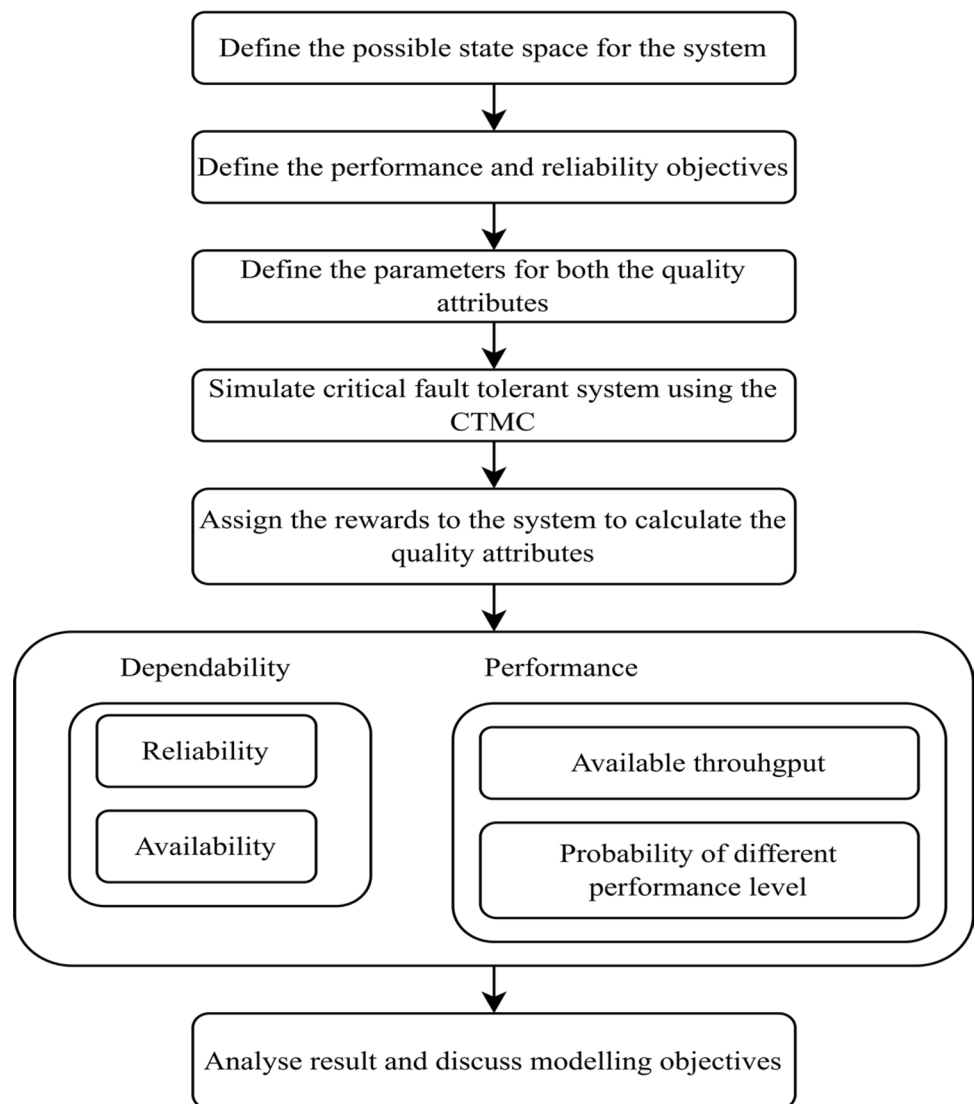 Define the possible state space for the system
Define the performance and reliability objectives
Define the parameters for both the quality
attributes
Simulate critical fault tolerant system using the
CTMC
Assign the rewards to the system to calculate the
quality attributes
Dependability
Performance
Reliability
Availability
Available throuhgput
Probability of different
performance level
Analyse result and discuss modelling objectives